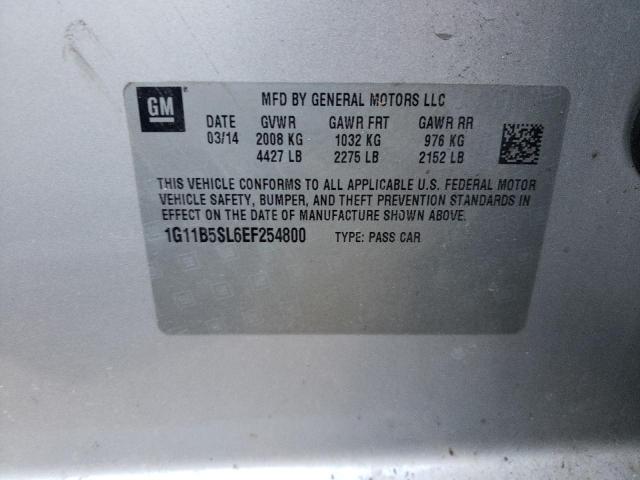 GM
MFD BY GENERAL MOTORS LLC
DATE GVWR GAWR FRT GAWR RR
03/14 2008 KG 1032 KG 976 KG
4427 LB 2275 LB 2152 LB
THIS VEHICLE CONFORMS TO ALL APPLICABLE U.S. FEDERAL MOTOR
VEHICLE SAFETY, BUMPER, AND THEFT PREVENTION STANDARDS IN
EFFECT ON THE DATE OF MANUFACTURE SHOWN ABOVE.
1G11B5SL6EF254800 TYPE: PASS CAR